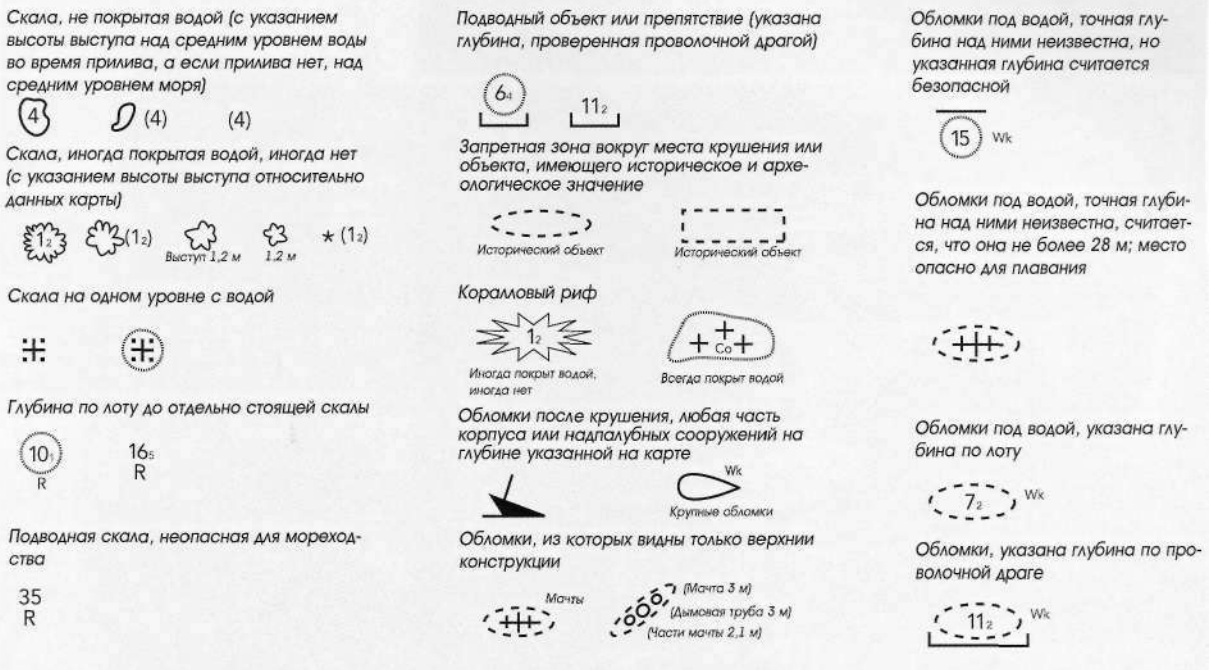 Скала, не покрытая водой (с указанием
высоты выступа над средним уровнем воды
во время прилива, а если прилива нет, над
средним уровнем моря)
4 (4) (4)
Скала, иногда покрытая водой, иногда нет
(с указанием высоты выступа относительно
данных карты)
1₂ (1₂) ★ (1₂)
Выступ 1,2 м 1.2 м
Скала на одном уровне с водой
Глубина по лоту до отдельно стоящей скалы
10₁ 16₅
R R
Подводная скала, неопасная для мореход-
ства
35
R
Подводный объект или препятствие (указана
глубина, проверенная проволочной драгой)
6₄ 11₂
Запретная зона вокруг места крушения или
объекта, имеющего историческое и архе-
ологическое значение
Исторический объект Исторический объект
Коралловый риф
1₂ Co
Иногда покрыт водой, Всегда покрыт водой
иногда нет
Обломки после крушения, любая часть
корпуса или надпалубных сооружений на
глубине указанной на карте
Wk
Крупные обломки
Обломки, из которых видны только верхнии
конструкции
Мачты (Мачта 3 м)
(Дымовая труба 3 м)
(Части мачты 2,1 м)
Обломки под водой, точная глу-
бина над ними неизвестна, но
указанная глубина считается
безопасной
15 Wk
Обломки под водой, точная глуби-
на над ними неизвестна, считает-
ся, что она не более 28 м; место
опасно для плавания
Обломки под водой, указана глу-
бина по лоту
7₂ Wk
Обломки, указана глубина по про-
волочной драге
11₂ Wk